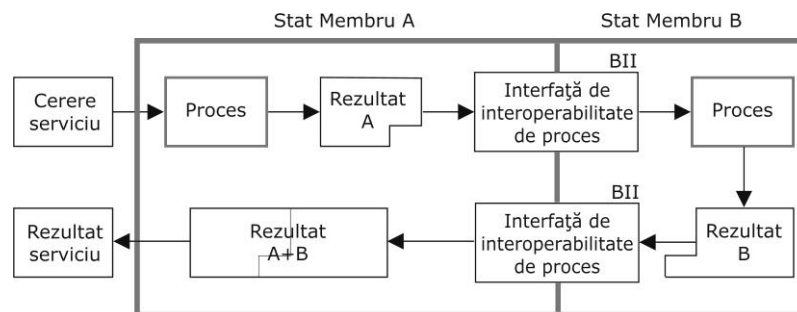 Stat Membru A
Stat Membru B
BII
Cerere
serviciu
Proces
Rezultat
A
Interfaţă de
interoperabilitate
de proces
Proces
BII
Rezultat
serviciu
Rezultat
A+B
Interfaţă de
interoperabilitate
de proces
Rezultat
B